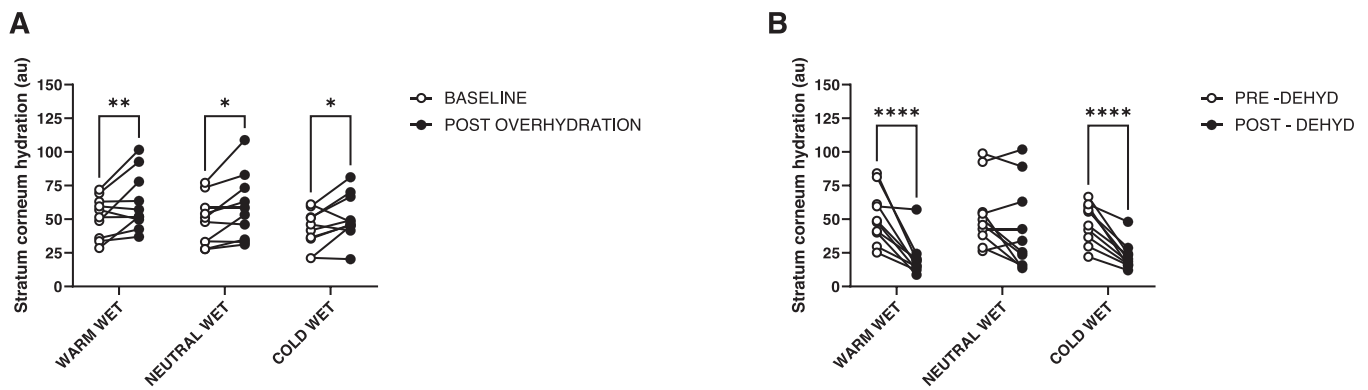 A
Stratum corneum hydration (au)
150
125
100
75
50
25
0
**
*
*
WARM WET
NEUTRAL WET
COLD WET
BASELINE
POST OVERHYDRATION
B
Stratum corneum hydration (au)
150
125
100
75
50
25
0
****
****
WARM WET
NEUTRAL WET
COLD WET
PRE -DEHYD
POST - DEHYD